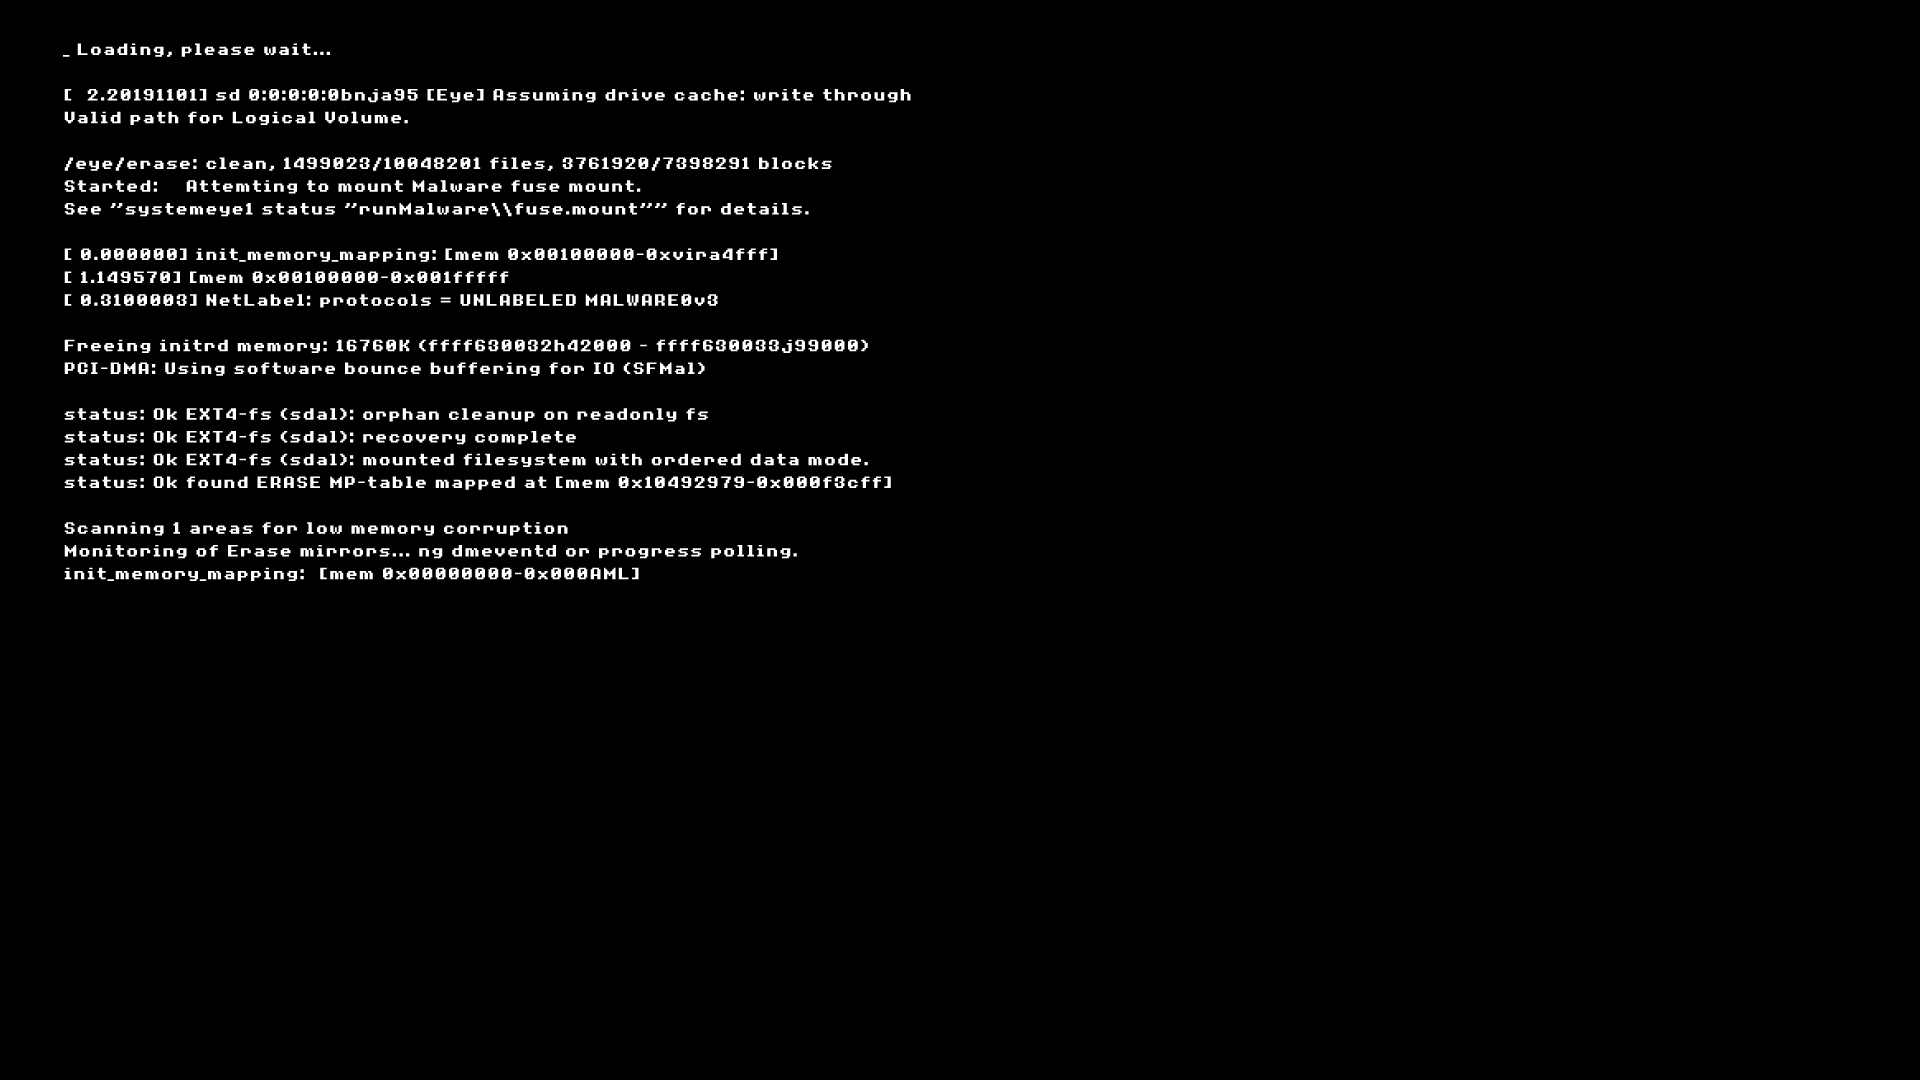 _ Loading, please wait...
[  2.20191101] sd 0:0:0:0:0bnja95 [Eye] Assuming drive cache: write through
Valid path for Logical Volume.
/eye/erase: clean, 1499023/10048201 files, 3761920/7398291 blocks
Started:   Attemting to mount Malware fuse mount.
See "systemeye1 status "runMalware\\fuse.mount"" for details.
[ 0.000000] init_memory_mapping: [mem 0x00100000-0xvira4fff]
[ 1.149570] [mem 0x00100000-0x001fffff
[ 0.3100003] NetLabel: protocols = UNLABELED MALWARE0v3
Freeing initrd memory: 16760K (ffff630032h42000 - ffff630033j99000)
PCI-DMA: Using software bounce buffering for IO (SFMal)
status: Ok EXT4-fs (sdal): orphan cleanup on readonly fs
status: Ok EXT4-fs (sdal): recovery complete
status: Ok EXT4-fs (sdal): mounted filesystem with ordered data mode.
status: Ok found ERASE MP-table mapped at [mem 0x10492979-0x000f3cff]
Scanning 1 areas for low memory corruption
Monitoring of Erase mirrors... ng dmeventd or progress polling.
init_memory_mapping:  [mem 0x00000000-0x000AML]